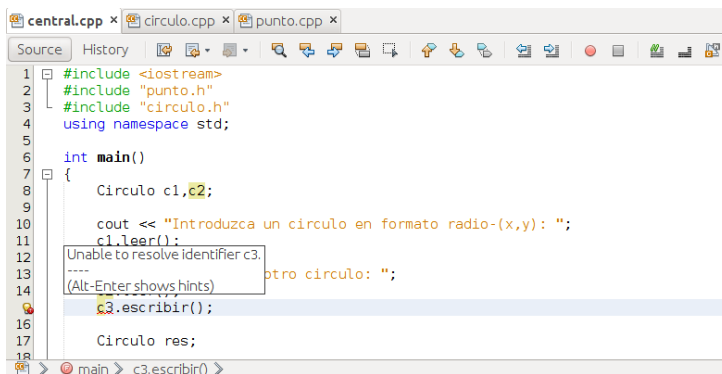 central.cpp × circulo.cpp × punto.cpp ×
Source History
1 #include <iostream>
2 #include "punto.h"
3 #include "circulo.h"
4 using namespace std;
5
6 int main()
7 {
8 Circulo c1,c2;
9
10 cout << "Introduzca un circulo en formato radio-(x,y): ";
11 c1.leer();
12 Unable to resolve identifier c3.
13 ---- otro circulo: ";
14 (Alt-Enter shows hints)
c3.escribir();
16
17 Circulo res;
18
main c3.escribir()